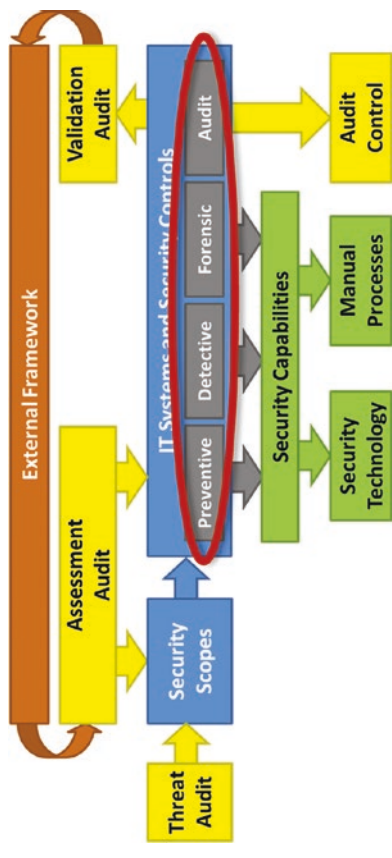 External Framework
Assessment Audit
Validation
Audit
Threat
Audit
Security
Scopes
IT Systems and Security Controls
Preventive
Detective
Forensic
Audit
Security Capabilities
Security
Technology
Manual
Processes
Audit
Control